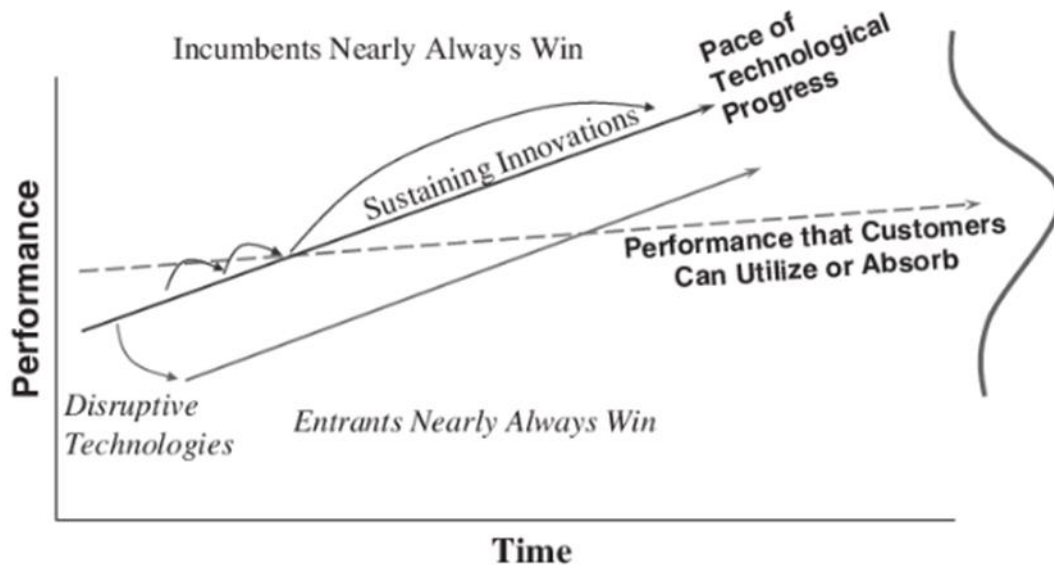 Incumbents Nearly Always Win
Pace of
Technological
Progress
Sustaining Innovations
Performance
Performance that Customers
Can Utilize or Absorb
Disruptive
Technologies
Entrants Nearly Always Win
Time